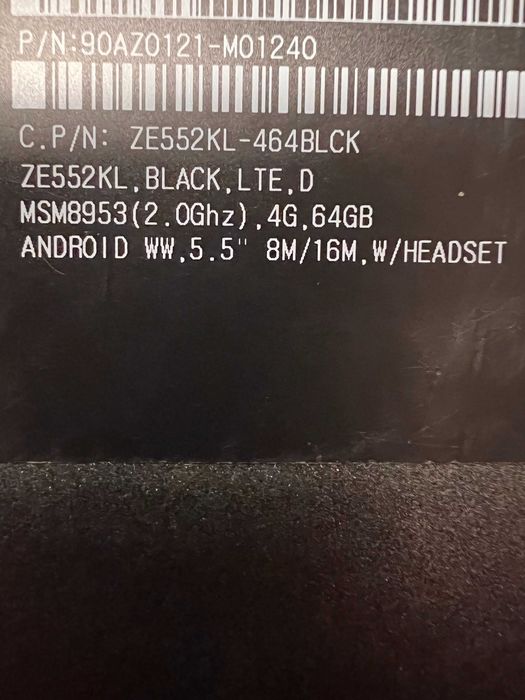 P/N:90AZ0121-M01240
C.P/N: ZE552KL-464BLCK
ZE552KL,BLACK,LTE,D
MSM8953(2.0Ghz),4G,64GB
ANDROID WW,5.5" 8M/16M,W/HEADSET